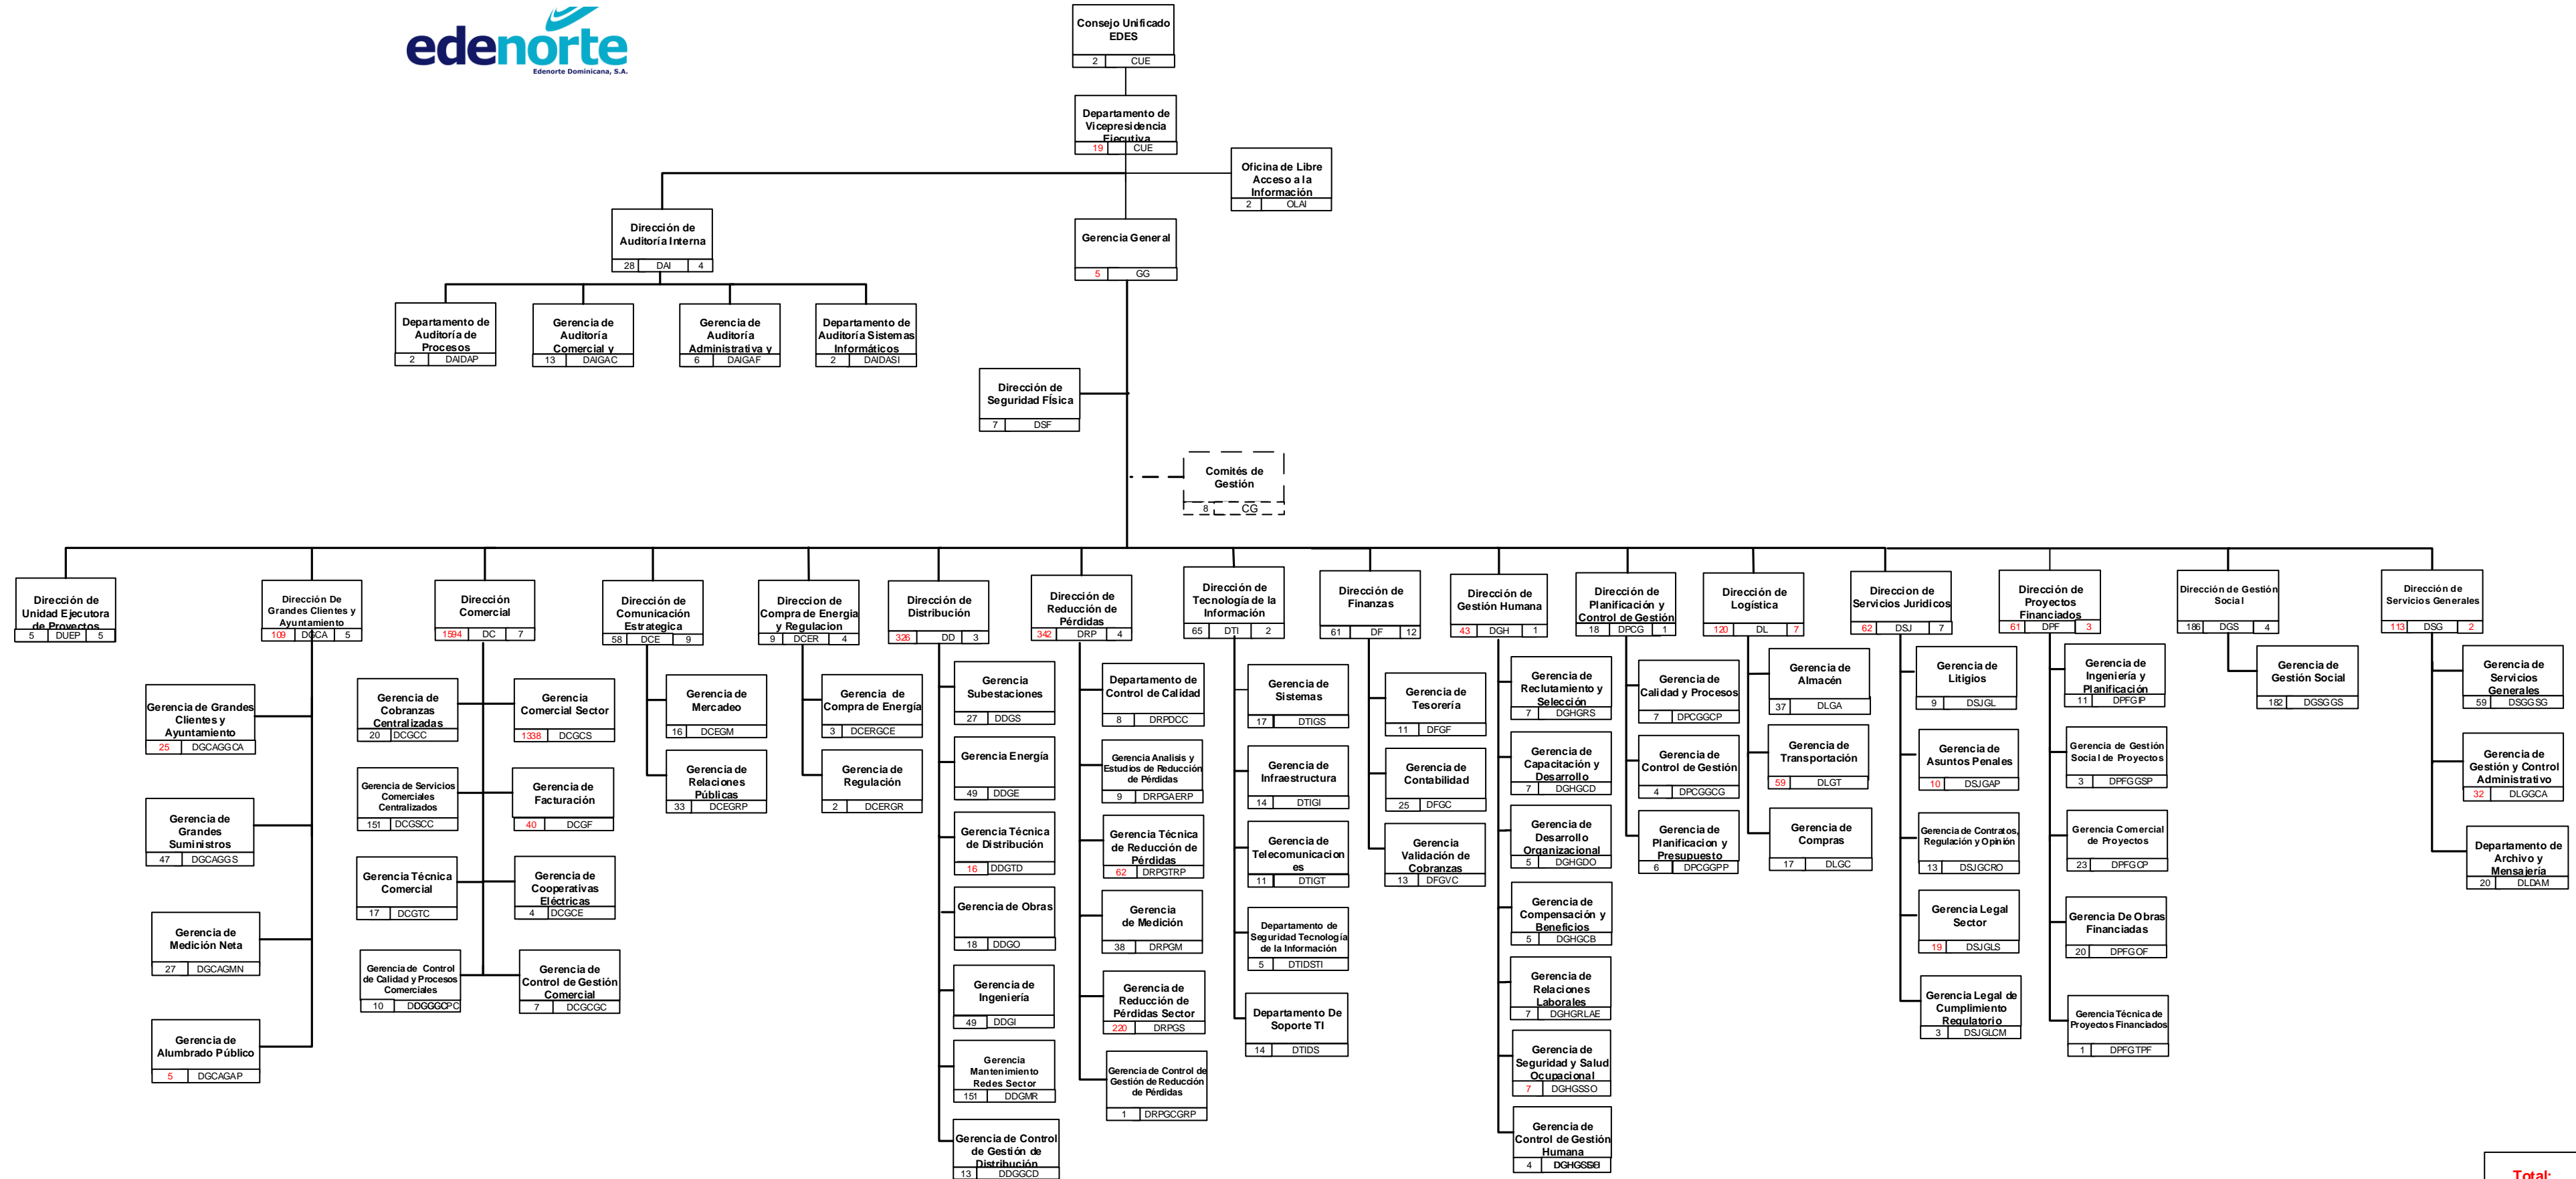 edenorte
Edenorte Dominicana, S.A.
Consejo Unificado
EDES
2 CUE
Departamento de
Vicepresidencia
Ejecutiva
19 CUE
Oficina de Libre
Acceso a la
Información
2 OLAI
Dirección de
Auditoría Interna
28 DAI 4
Gerencia General
5 GG
Departamento de
Auditoría de
Procesos
2 DAIDAP
Gerencia de
Auditoría
Comercial y
13 DAIGAC
Gerencia de
Auditoría
Administrativa y
6 DAIGAF
Departamento de
Auditoría Sistemas
Informáticos
2 DAIDASI
Dirección de
Seguridad FÍsica
7 DSF
Comités de
Gestión
8 CG
Dirección de
Unidad Ejecutora
de Proyectos
5 DUEP 5
Dirección De
Grandes Clientes y
Ayuntamiento
109 DGCA 5
Dirección
Comercial
1594 DC 7
Dirección de
Comunicación
Estrategica
58 DCE 9
Direccion de
Compra de Energia
y Regulacion
9 DCER 4
Dirección de
Distribución
326 DD 3
Dirección de
Reducción de
Pérdidas
342 DRP 4
Dirección de
Tecnología de la
Información
65 DTI 2
Dirección de
Finanzas
61 DF 12
Dirección de
Gestión Humana
43 DGH 1
Dirección de
Planificación y
Control de Gestión
18 DPCG 1
Dirección de
Logística
120 DL 7
Direccion de
Servicios Juridicos
62 DSJ 7
Dirección de
Proyectos
Financiados
61 DPF 3
Dirección de Gestión
Social
186 DGS 4
Dirección de
Servicios Generales
113 DSG 2
Gerencia de Grandes
Clientes y
Ayuntamiento
25 DGCAGGCA
Gerencia de
Grandes
Suministros
47 DGCAGGS
Gerencia de
Medición Neta
27 DGCAGMN
Gerencia de
Alumbrado Público
5 DGCAGAP
Gerencia de
Cobranzas
Centralizadas
20 DCGCC
Gerencia
Comercial Sector
1338 DCGCS
Gerencia de Servicios
Comerciales
Centralizados
151 DCGSCC
Gerencia de
Facturación
40 DCGF
Gerencia Técnica
Comercial
17 DCGTC
Gerencia de
Cooperativas
Eléctricas
4 DCGCE
Gerencia de Control
de Calidad y Procesos
Comerciales
10
Gerencia de
Control de Gestión
Comercial
7 DCGCGC
Gerencia de
Mercadeo
16 DCEGM
Gerencia de
Relaciones
Públicas
33 DCEGRP
Gerencia de
Compra de Energía
3 DCERGCE
Gerencia de
Regulación
2 DCERGR
Gerencia
Subestaciones
27 DDGS
Gerencia Energía
49 DDGE
Gerencia Técnica
de Distribución
16 DDGTD
Gerencia de Obras
18 DDGO
Gerencia de
Ingeniería
49 DDGI
Gerencia
Mantenimiento
Redes Sector
151 DDGMR
Gerencia de Control
de Gestión de
Distribución
13 DDGGCD
Departamento de
Control de Calidad
8 DRPDCC
Gerencia Analisis y
Estudios de Reducción
de Pérdidas
9 DRPGAERP
Gerencia Técnica
de Reducción de
Pérdidas
62 DRPGTRP
Gerencia
de Medición
38 DRPGM
Gerencia de
Reducción de
Pérdidas Sector
220 DRPGS
Gerencia de Control de
Gestión de Reducción
de Pérdidas
1 DRPGCGRP
Gerencia de
Sistemas
17 DTIGS
Gerencia de
Infraestructura
14 DTIGI
Gerencia de
Telecomunicacion
es
11 DTIGT
Departamento de
Seguridad Tecnología
de la Información
5 DTIDSTI
Departamento De
Soporte TI
14 DTIDS
Gerencia de
Tesorería
11 DFGF
Gerencia de
Contabilidad
25 DFGC
Gerencia
Validación de
Cobranzas
13 DFGVC
Gerencia de
Reclutamiento y
Selección
7 DGHGRS
Gerencia de
Capacitación y
Desarrollo
7 DGHGCD
Gerencia de
Desarrollo
Organizacional
5 DGHGDO
Gerencia de
Compensación y
Beneficios
5 DGHGCB
Gerencia de
Relaciones
Laborales
7 DGHGRLAE
Gerencia de
Seguridad y Salud
Ocupacional
7 DGHGSSO
Gerencia de
Control de Gestión
Humana
4
Gerencia de
Calidad y Procesos
7 DPCGGCP
Gerencia de
Control de Gestión
4 DPCGGCG
Gerencia de
Planificacion y
Presupuesto
6 DPCGGPP
Gerencia de
Almacén
37 DLGA
Gerencia de
Transportación
59 DLGT
Gerencia de
Compras
17 DLGC
Gerencia de
Litigios
9 DSJGL
Gerencia de
Asuntos Penales
10 DSJGAP
Gerencia de Contratos,
Regulación y Opinión
13 DSJGCRO
Gerencia Legal
Sector
19 DSJGLS
Gerencia Legal de
Cumplimiento
Regulatorio
3 DSJGLCM
Gerencia de
Ingeniería y
Planificación
11 DPFGIP
Gerencia de Gestión
Social de Proyectos
3 DPFGGSP
Gerencia Comercial
de Proyectos
23 DPFGCP
Gerencia De Obras
Financiadas
20 DPFGOF
Gerencia Técnica de
Proyectos Financiados
1 DPFGTPF
Gerencia de
Gestión Social
182 DGSGGS
Gerencia de
Servicios
Generales
59 DSGGSG
Gerencia de
Gestión y Control
Administrativo
32 DLGGCA
Departamento de
Archivo y
Mensajería
20 DLDAM
Total: